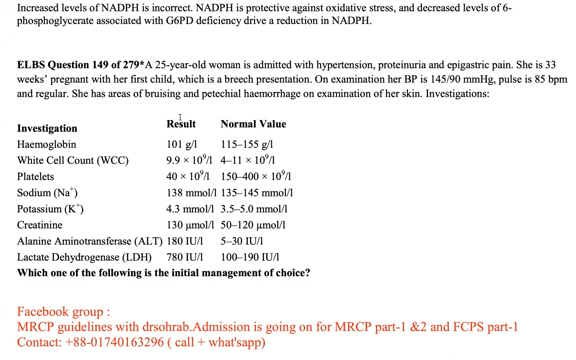 Increased levels of NADPH is incorrect. NADPH is protective against oxidative stress, and decreased levels of 6-
phosphoglycerate associated with G6PD deficiency drive a reduction in NADPH.
ELBS Question 149 of 279*A 25-year-old woman is admitted with hypertension, proteinuria and epigastric pain. She is 33
weeks’ pregnant with her first child, which is a breech presentation. On examination her BP is 145/90 mmHg, pulse is 85 bpm
and regular. She has areas of bruising and petechial haemorrhage on examination of her skin. Investigations:
Investigation Result Normal Value
Haemoglobin 101 g/l 115–155 g/l
White Cell Count (WCC) 9.9 × 10⁹/l 4–11 × 10⁹/l
Platelets 40 × 10⁹/l 150–400 × 10⁹/l
Sodium (Na⁺) 138 mmol/l 135–145 mmol/l
Potassium (K⁺) 4.3 mmol/l 3.5–5.0 mmol/l
Creatinine 130 µmol/l 50–120 µmol/l
Alanine Aminotransferase (ALT) 180 IU/l 5–30 IU/l
Lactate Dehydrogenase (LDH) 780 IU/l 100–190 IU/l
Which one of the following is the initial management of choice?
Facebook group :
MRCP guidelines with drsohrab.Admission is going on for MRCP part-1 &2 and FCPS part-1
Contact: +88-01740163296 ( call + what'sapp)